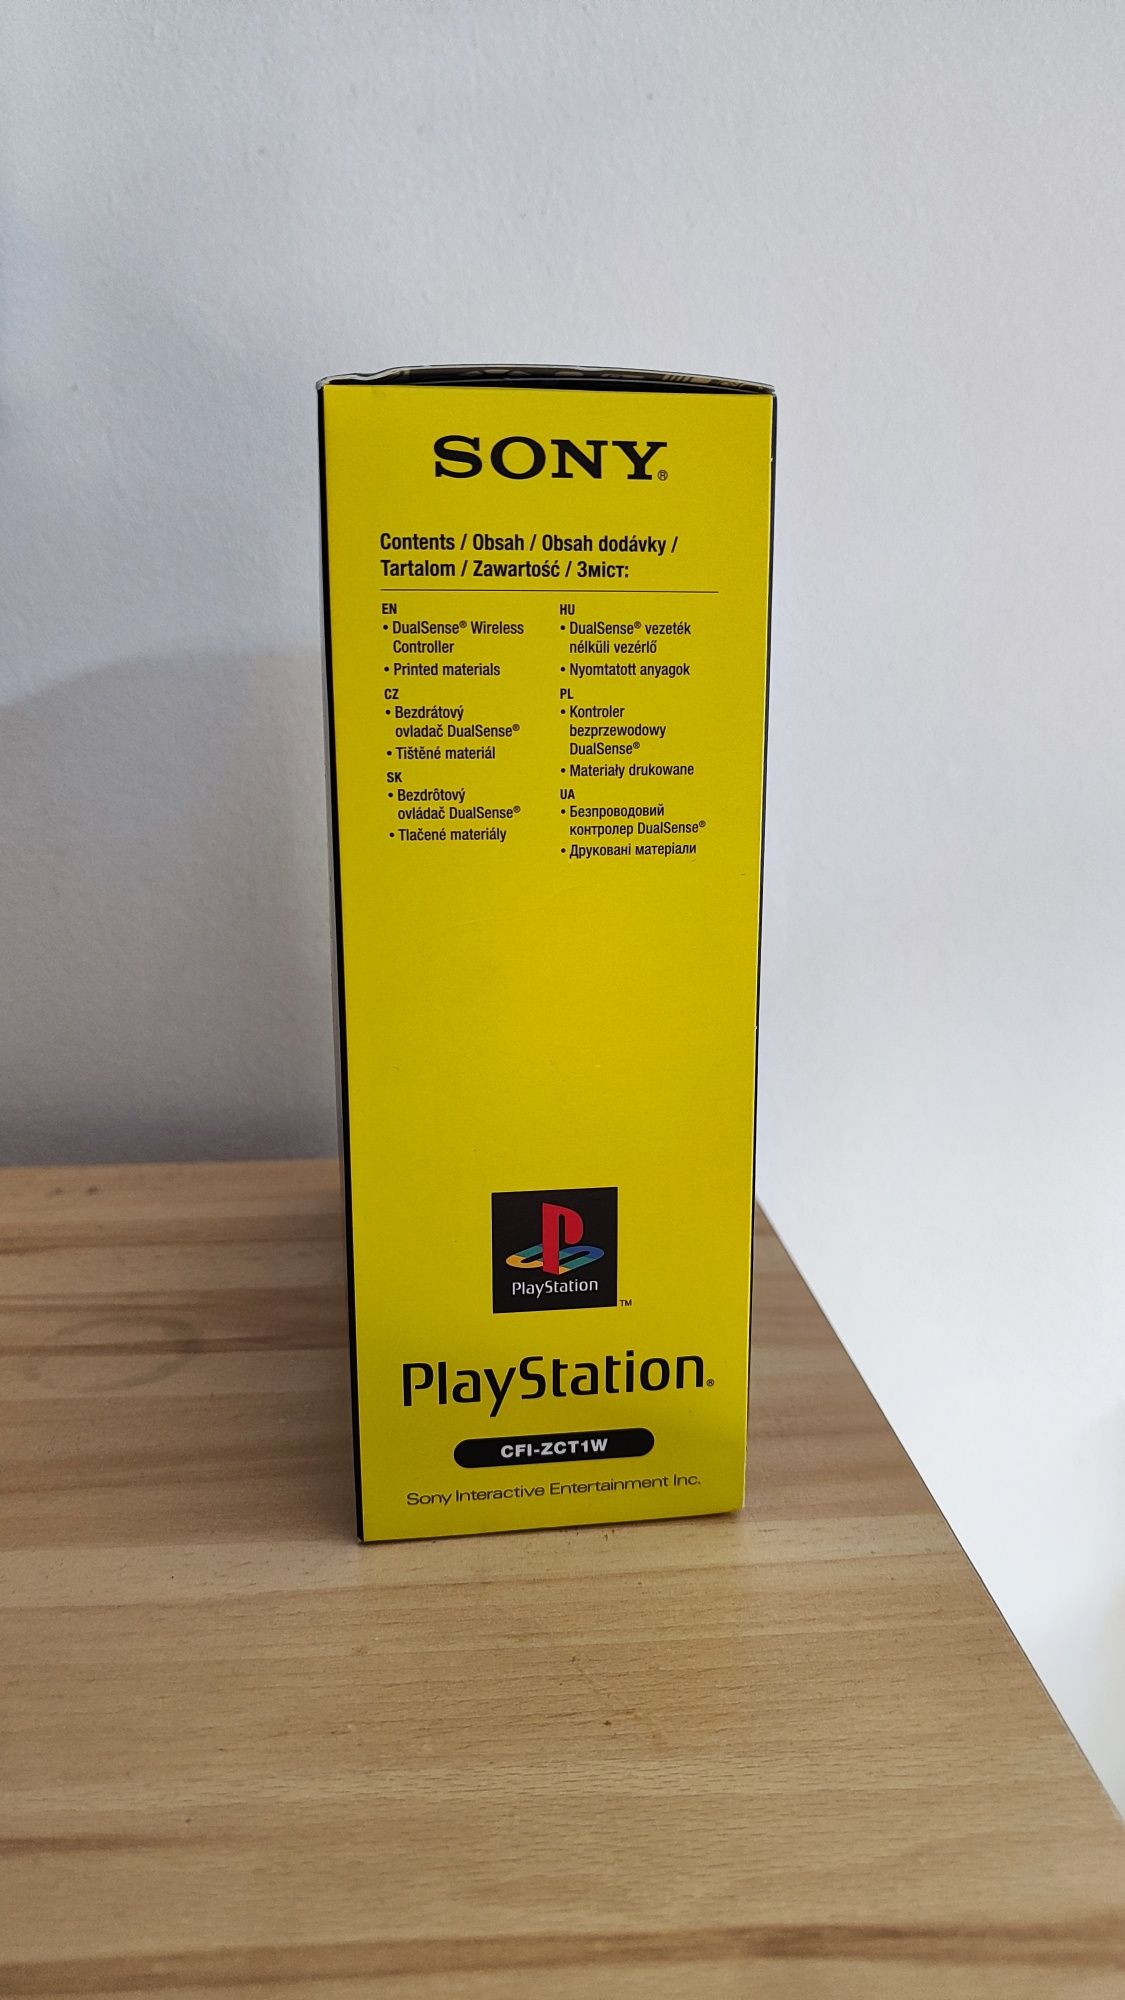 SONY®
Contents / Obsah / Obsah dodávky /
Tartalom / Zawartość / Зміст:
EN
• DualSense® Wireless
Controller
• Printed materials
CZ
• Bezdrátový
ovladač DualSense®
• Tištěné materiál
SK
• Bezdrôtový
ovládač DualSense®
• Tlačené materiály
HU
• DualSense® vezeték
nélküli vezérlő
• Nyomtatott anyagok
PL
• Kontroler
bezprzewodowy
DualSense®
• Materiały drukowane
UA
• Безпроводовий
контролер DualSense®
• Друковані матеріали
PlayStation
TM
PlayStation®
CFI-ZCT1W
Sony Interactive Entertainment Inc.